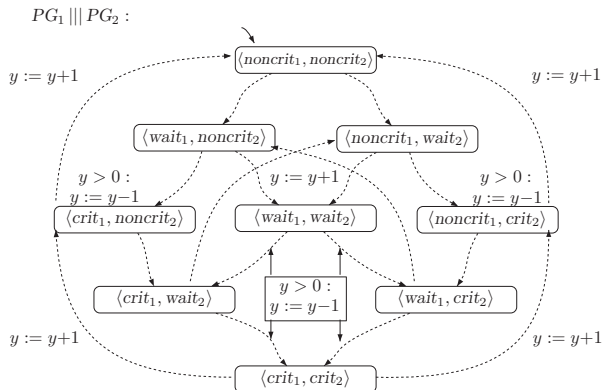 PG₁ ||| PG₂ :
⟨noncrit₁, noncrit₂⟩
y := y+1
y := y+1
⟨wait₁, noncrit₂⟩
⟨noncrit₁, wait₂⟩
y > 0 :
y := y−1
y := y+1
y > 0 :
y := y−1
⟨crit₁, noncrit₂⟩
⟨wait₁, wait₂⟩
⟨noncrit₁, crit₂⟩
⟨crit₁, wait₂⟩
y > 0 :
y := y−1
⟨wait₁, crit₂⟩
y := y+1
y := y+1
⟨crit₁, crit₂⟩